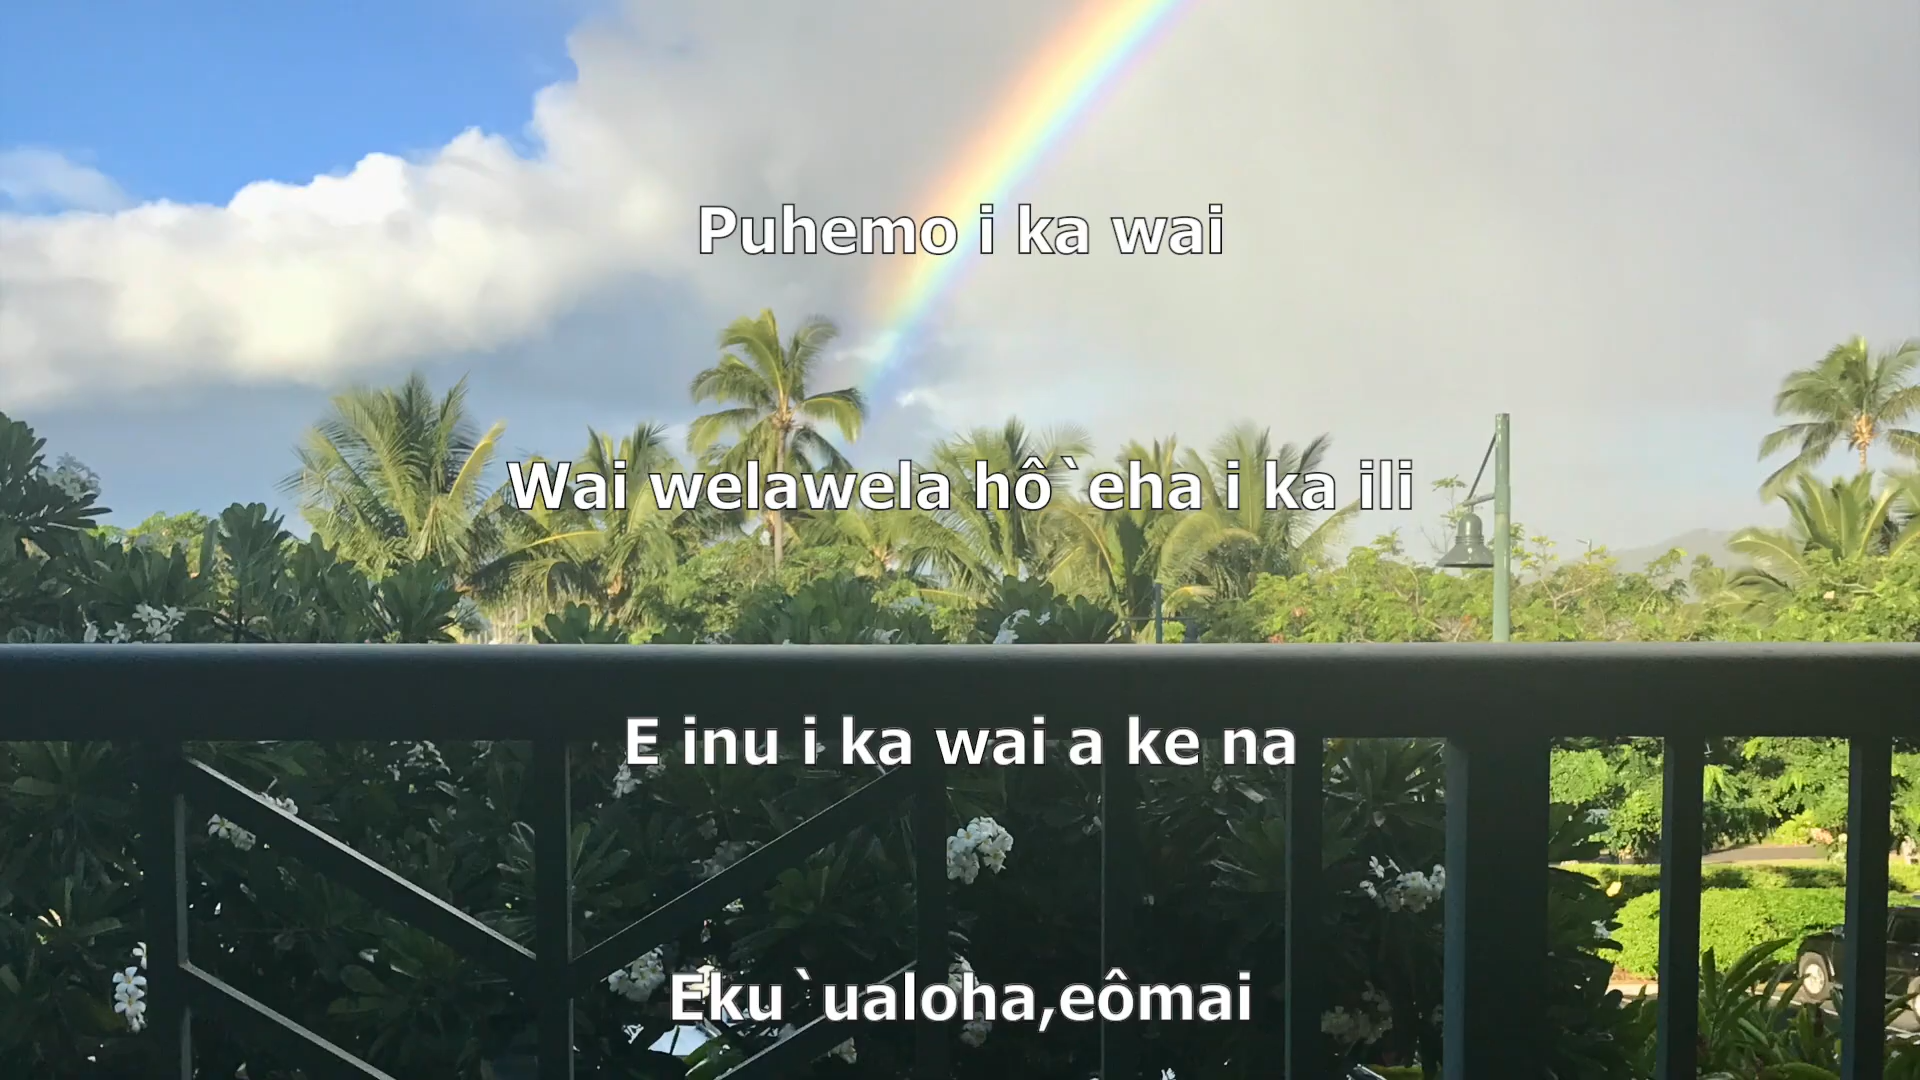 Puhemo i ka wai
Wai welawela hô`eha i ka ili
E inu i ka wai a ke na
Eku`ualoha,eômai